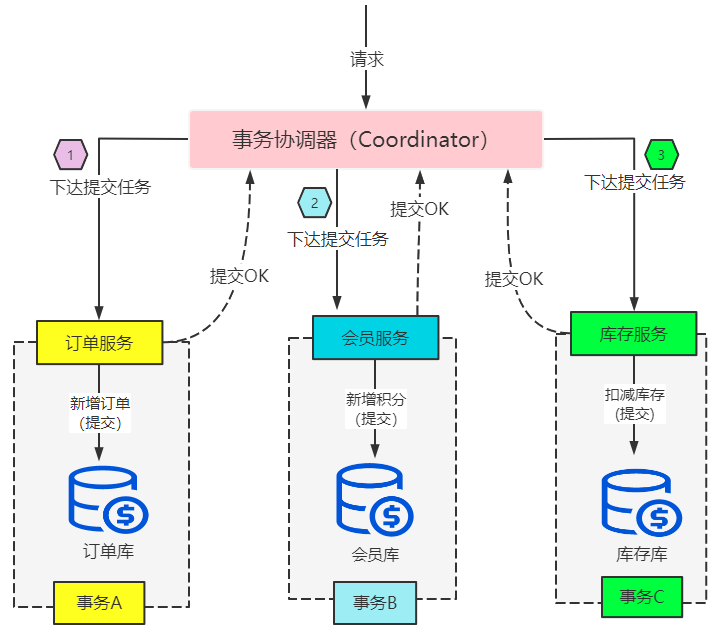 请求
事务协调器（Coordinator）
1
下达提交任务
2
下达提交任务
3
下达提交任务
提交OK
提交OK
提交OK
订单服务
会员服务
库存服务
新增订单
（提交）
新增积分
（提交）
扣减库存
（提交）
订单库
会员库
库存库
事务A
事务B
事务C